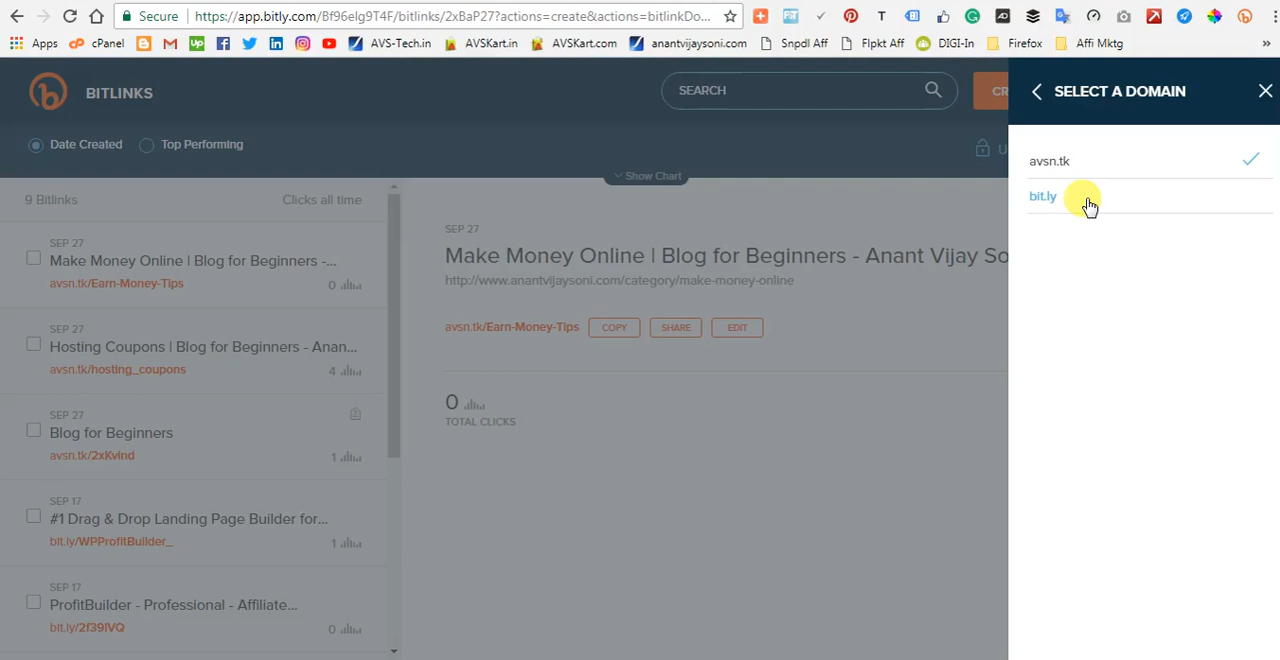 Secure https://app.bitly.com/Bf96eIg9T4F/bitlinks/2xBaP27?actions=create&actions=bitlinkDo...
Apps cPanel AVS-Tech.in AVSKart.in AVSKart.com anantvijaysoni.com Snpdl Aff Flpkt Aff DIGI-In Firefox Affi Mktg »
BITLINKS
SEARCH
CR
SELECT A DOMAIN
Date Created Top Performing
U
avsn.tk
bit.ly
Show Chart
9 Bitlinks Clicks all time
SEP 27
Make Money Online | Blog for Beginners -...
avsn.tk/Earn-Money-Tips 0
SEP 27
Hosting Coupons | Blog for Beginners - Anan...
avsn.tk/hosting_coupons 4
SEP 27
Blog for Beginners
avsn.tk/2xKvInd 1
SEP 17
#1 Drag & Drop Landing Page Builder for...
bit.ly/WPProfitBuilder_ 1
SEP 17
ProfitBuilder - Professional - Affiliate...
bit.ly/2f39IVQ 0
SEP 27
Make Money Online | Blog for Beginners - Anant Vijay So
http://www.anantvijaysoni.com/category/make-money-online
avsn.tk/Earn-Money-Tips COPY SHARE EDIT
0
TOTAL CLICKS